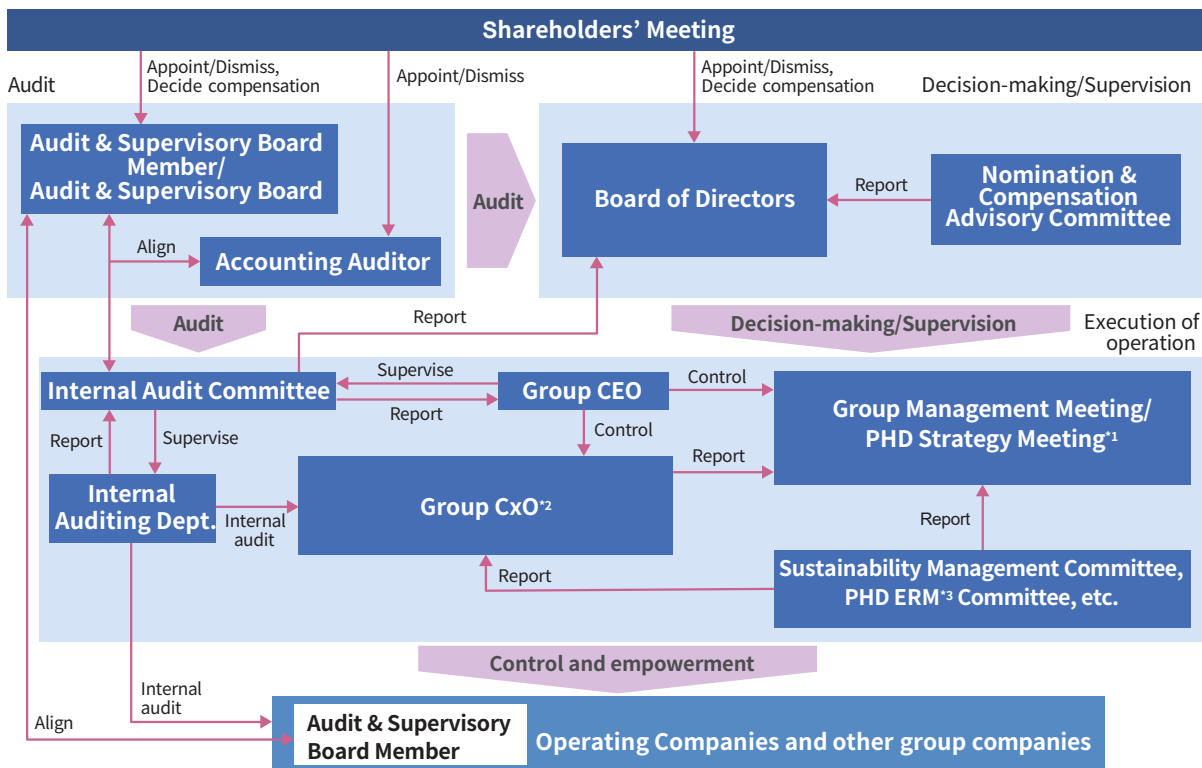 Shareholders' Meeting
Audit
Appoint/Dismiss,
Decide compensation
Appoint/Dismiss
Appoint/Dismiss,
Decide compensation
Decision-making/Supervision
Audit & Supervisory Board
Member/
Audit & Supervisory Board
Align
Accounting Auditor
Audit
Board of Directors
Report
Nomination &
Compensation
Advisory Committee
Audit
Report
Decision-making/Supervision
Execution of
operation
Internal Audit Committee
Supervise
Report
Group CEO
Control
Control
Group Management Meeting/
PHD Strategy Meeting*1
Report
Supervise
Internal
Auditing Dept.
Internal
audit
Group CxO*2
Report
Report
Report
Sustainability Management Committee,
PHD ERM*3 Committee, etc.
Control and empowerment
Internal
audit
Align
Audit & Supervisory
Board Member
Operating Companies and other group companies